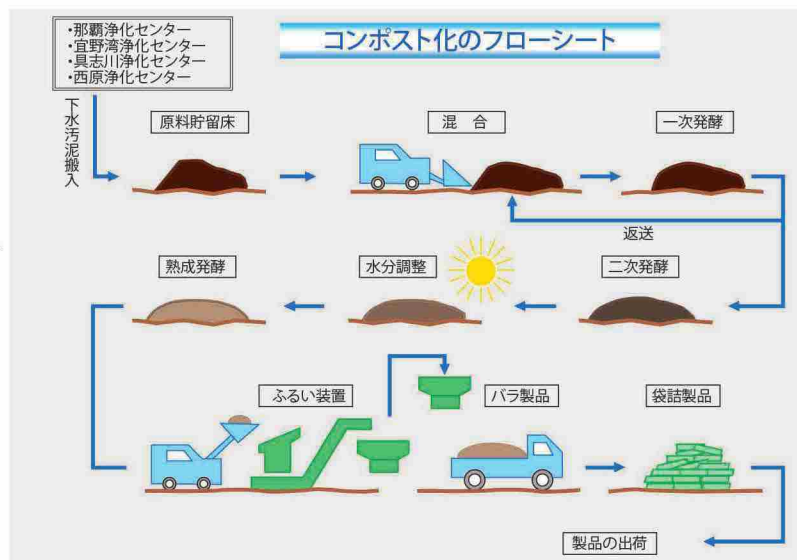 ・那覇浄化センター
・宜野湾浄化センター
・具志川浄化センター
・西原浄化センター
コンポスト化のフローシート
下水汚泥搬入
原料貯留床
混　合
一次発酵
返送
熟成発酵
水分調整
二次発酵
ふるい装置
バラ製品
袋詰製品
製品の出荷